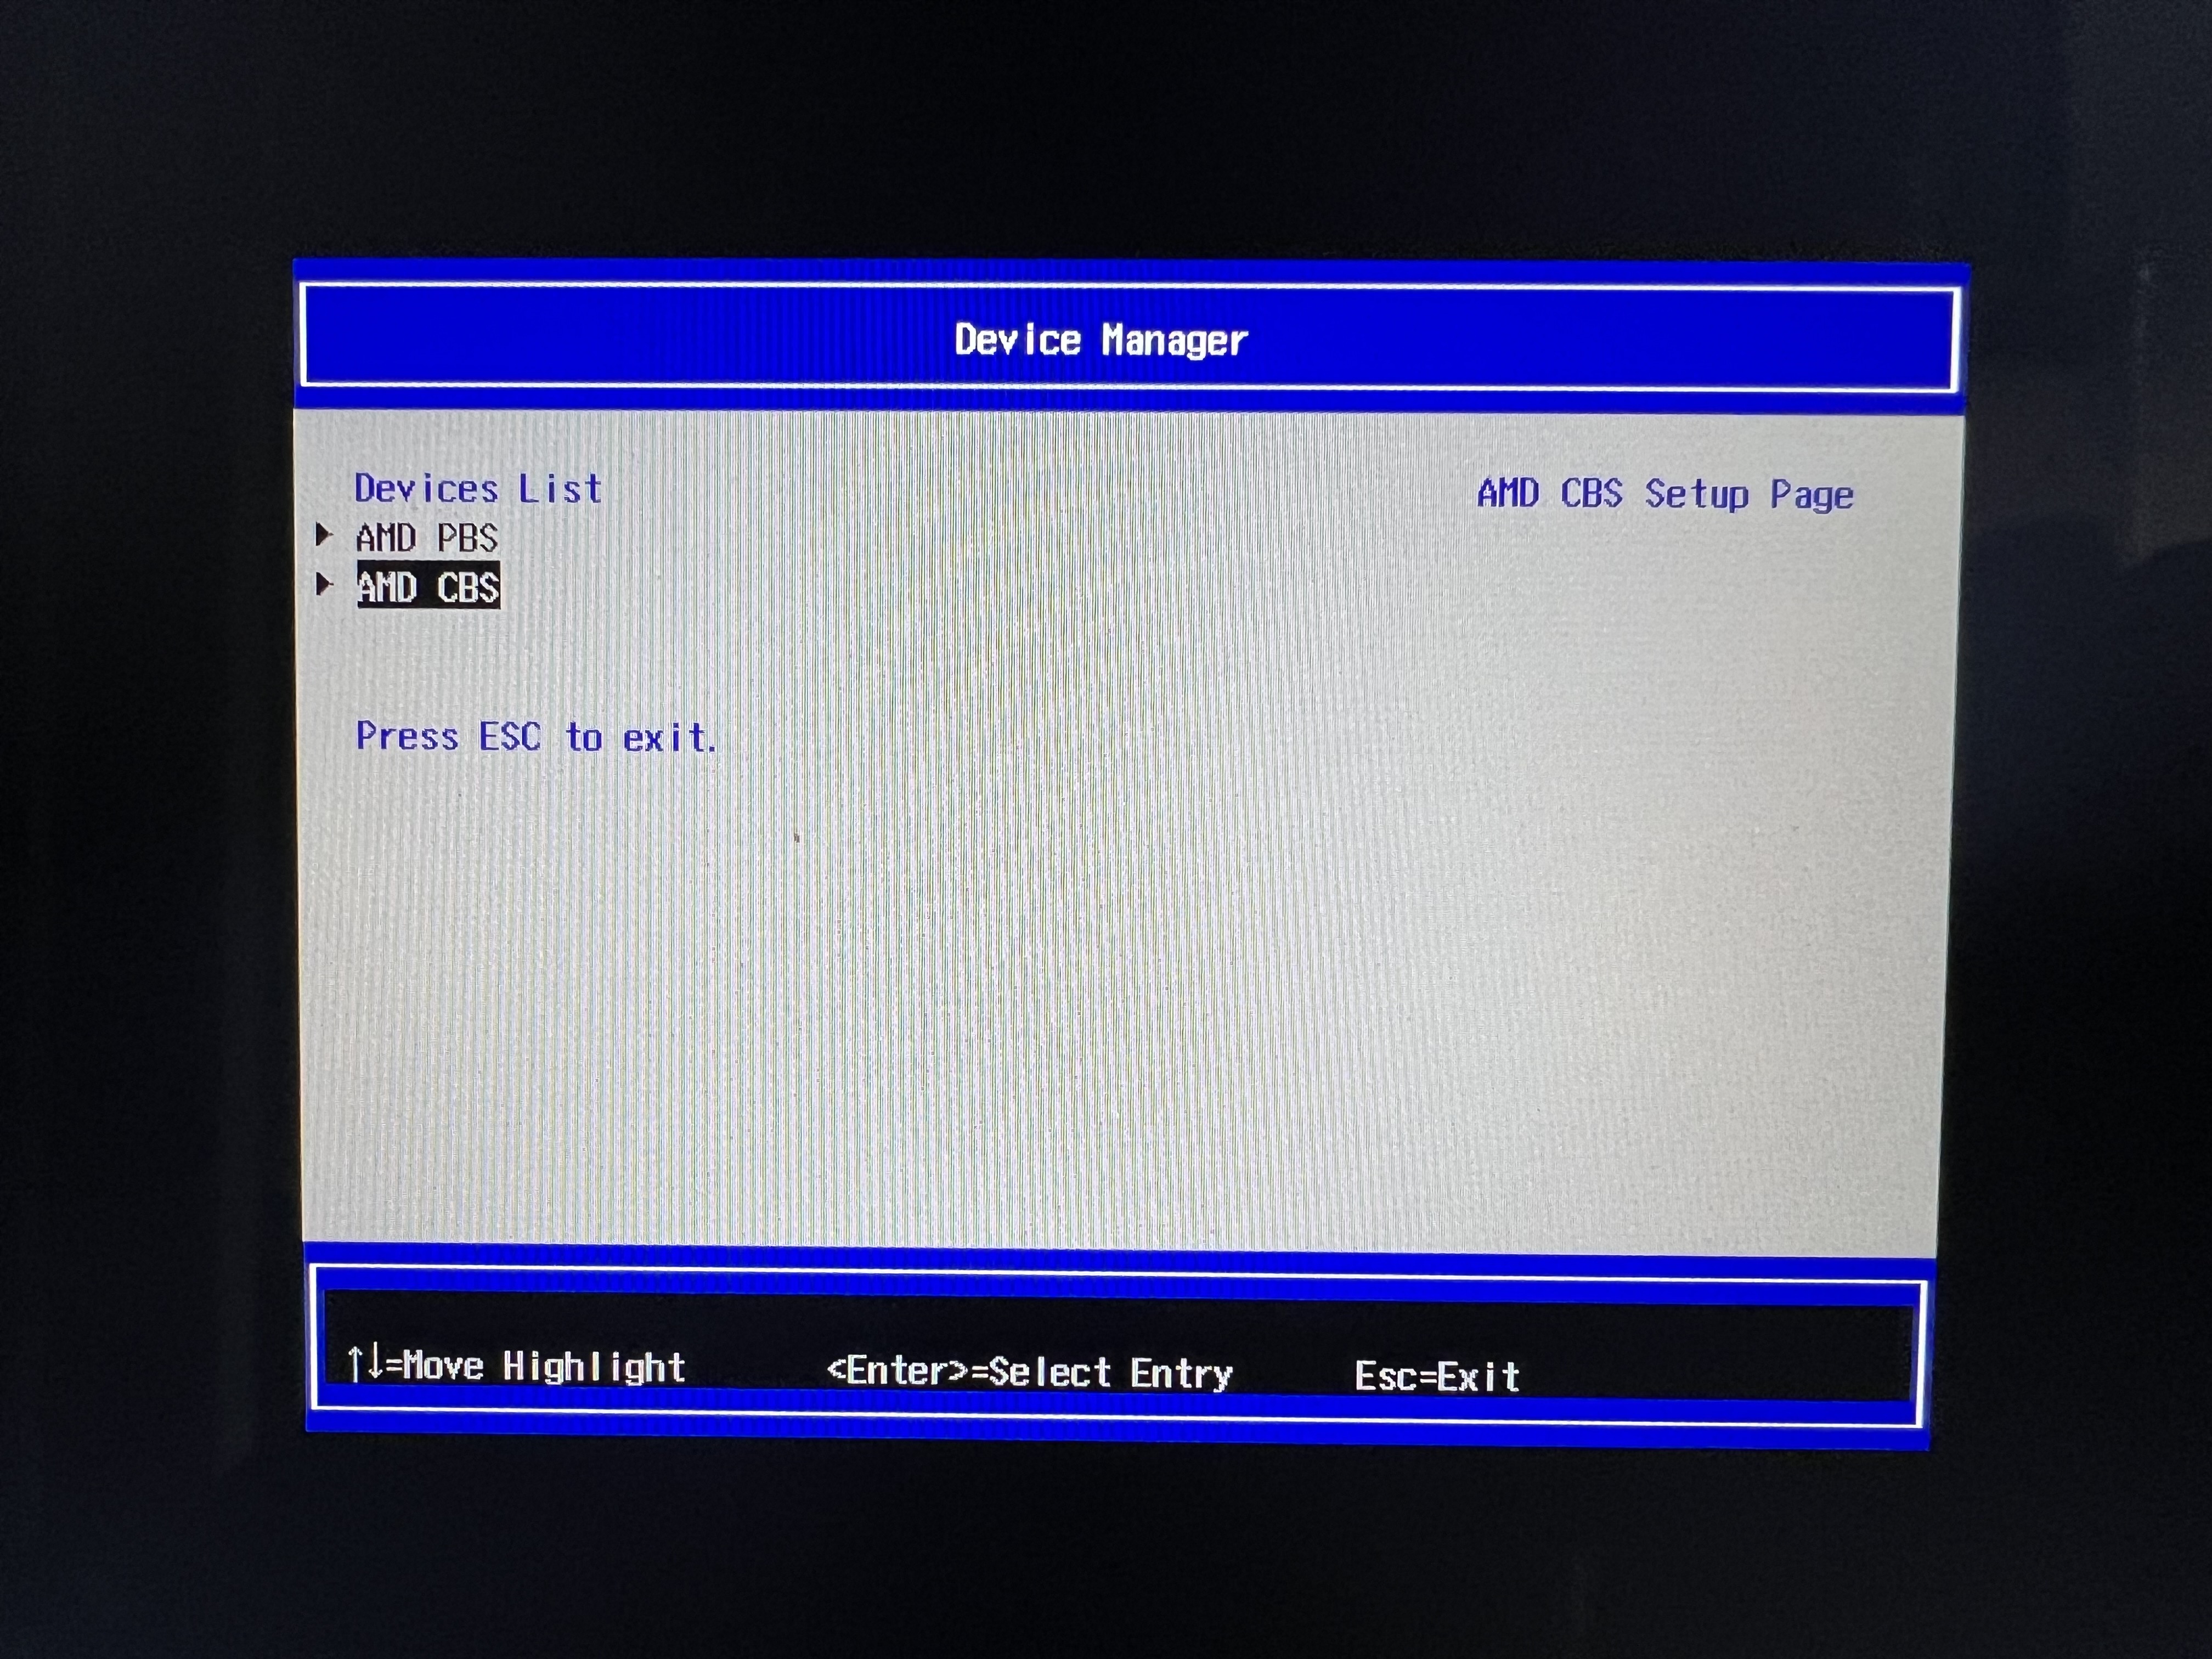 Device Manager
Devices List
AMD PBS
AMD CBS
AMD CBS Setup Page
Press ESC to exit.
↑↓=Move Highlight <Enter>=Select Entry Esc=Exit